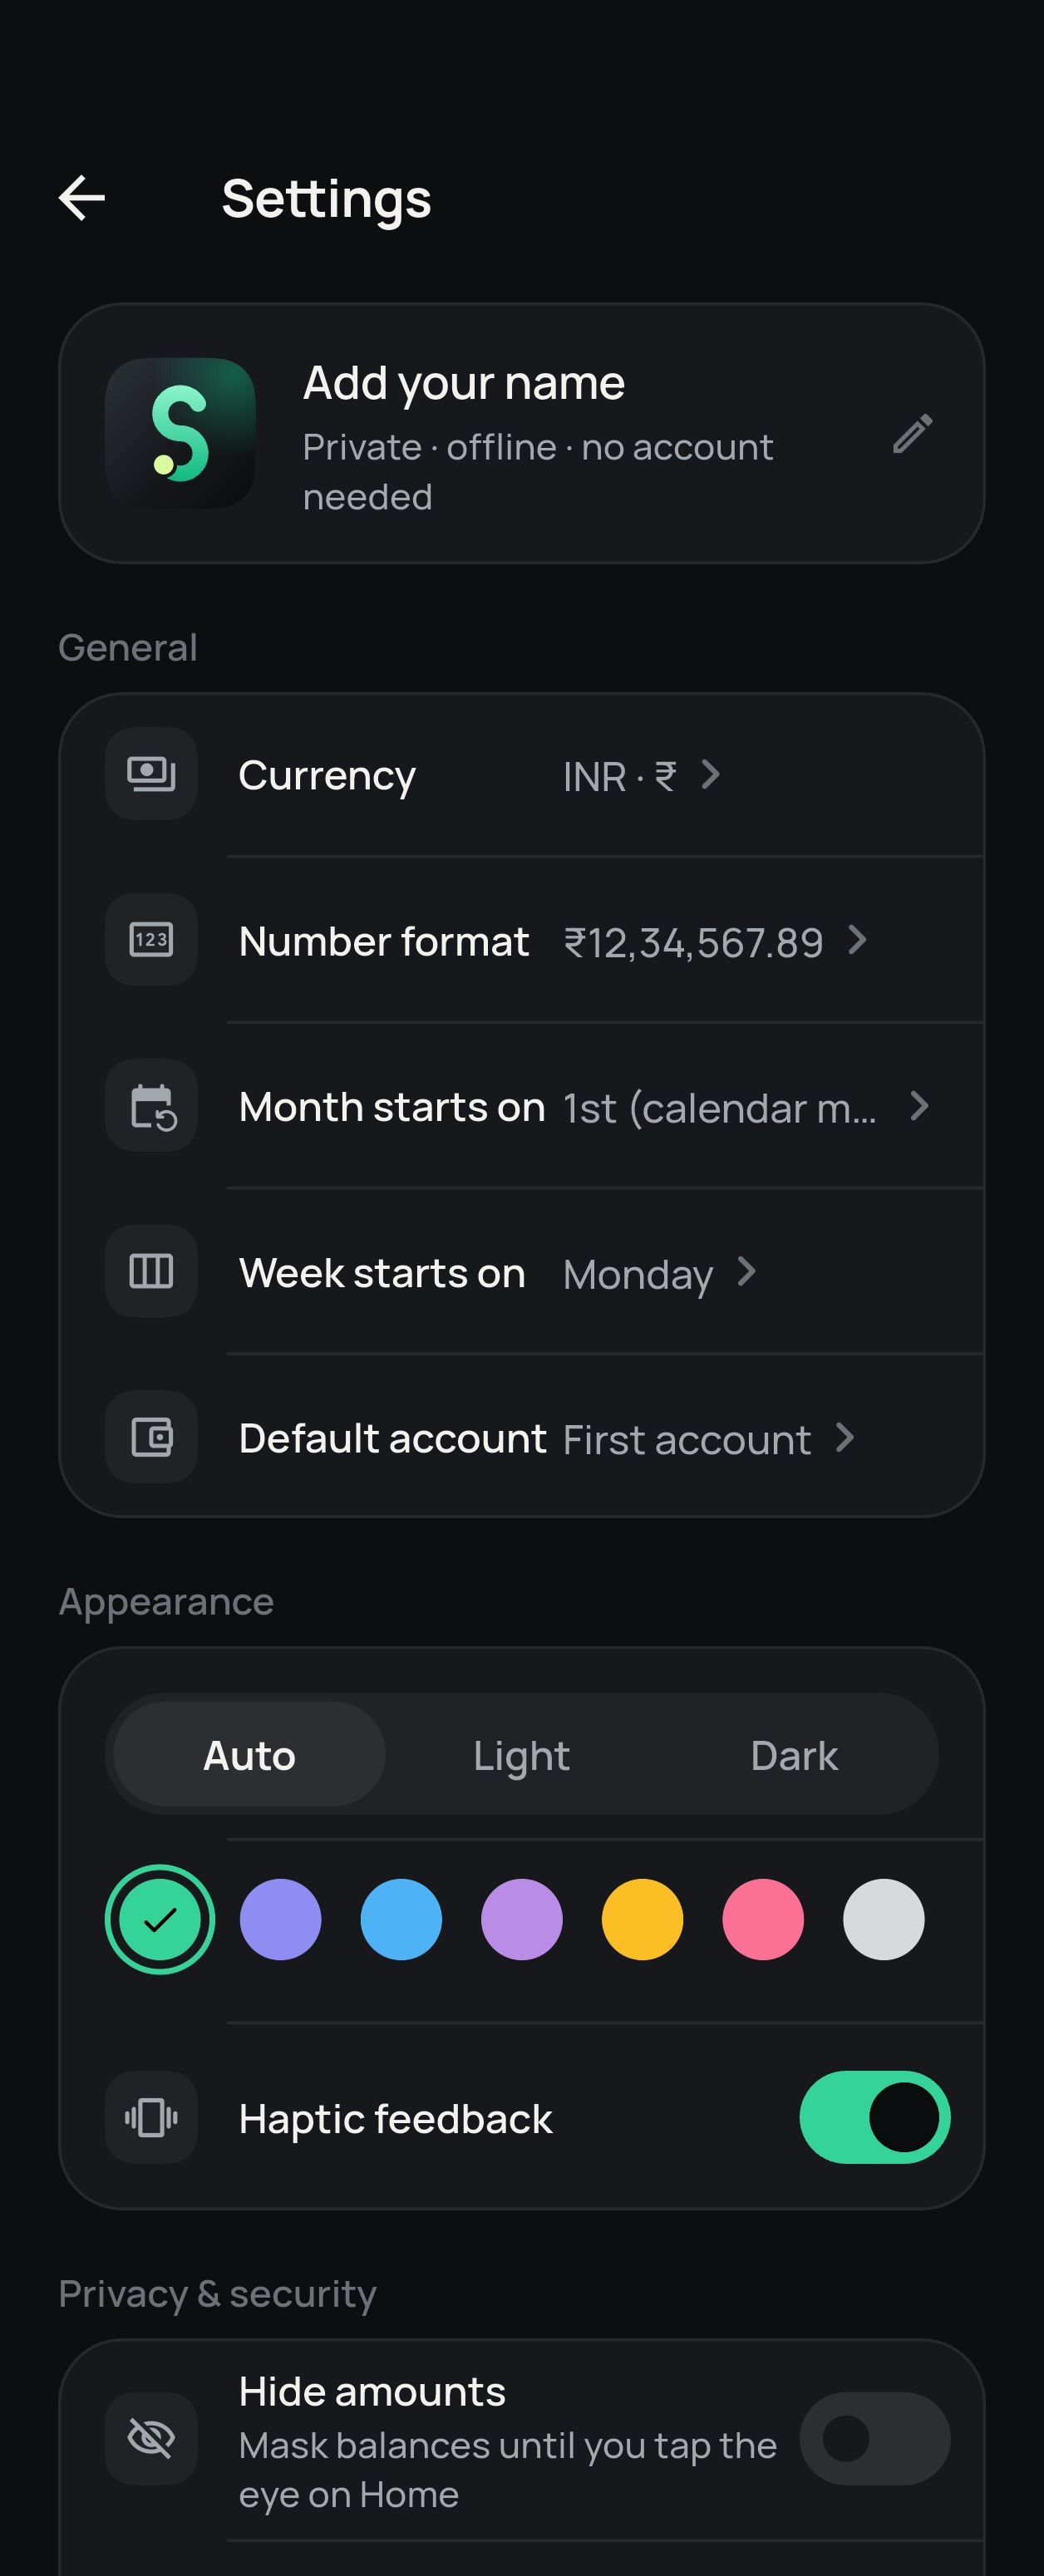 Settings
Add your name
Private · offline · no account
needed
General
Currency INR · ₹
123 Number format ₹12,34,567.89
Month starts on 1st (calendar m…
Week starts on Monday
Default account First account
Appearance
Auto Light Dark
Haptic feedback
Privacy & security
Hide amounts
Mask balances until you tap the
eye on Home